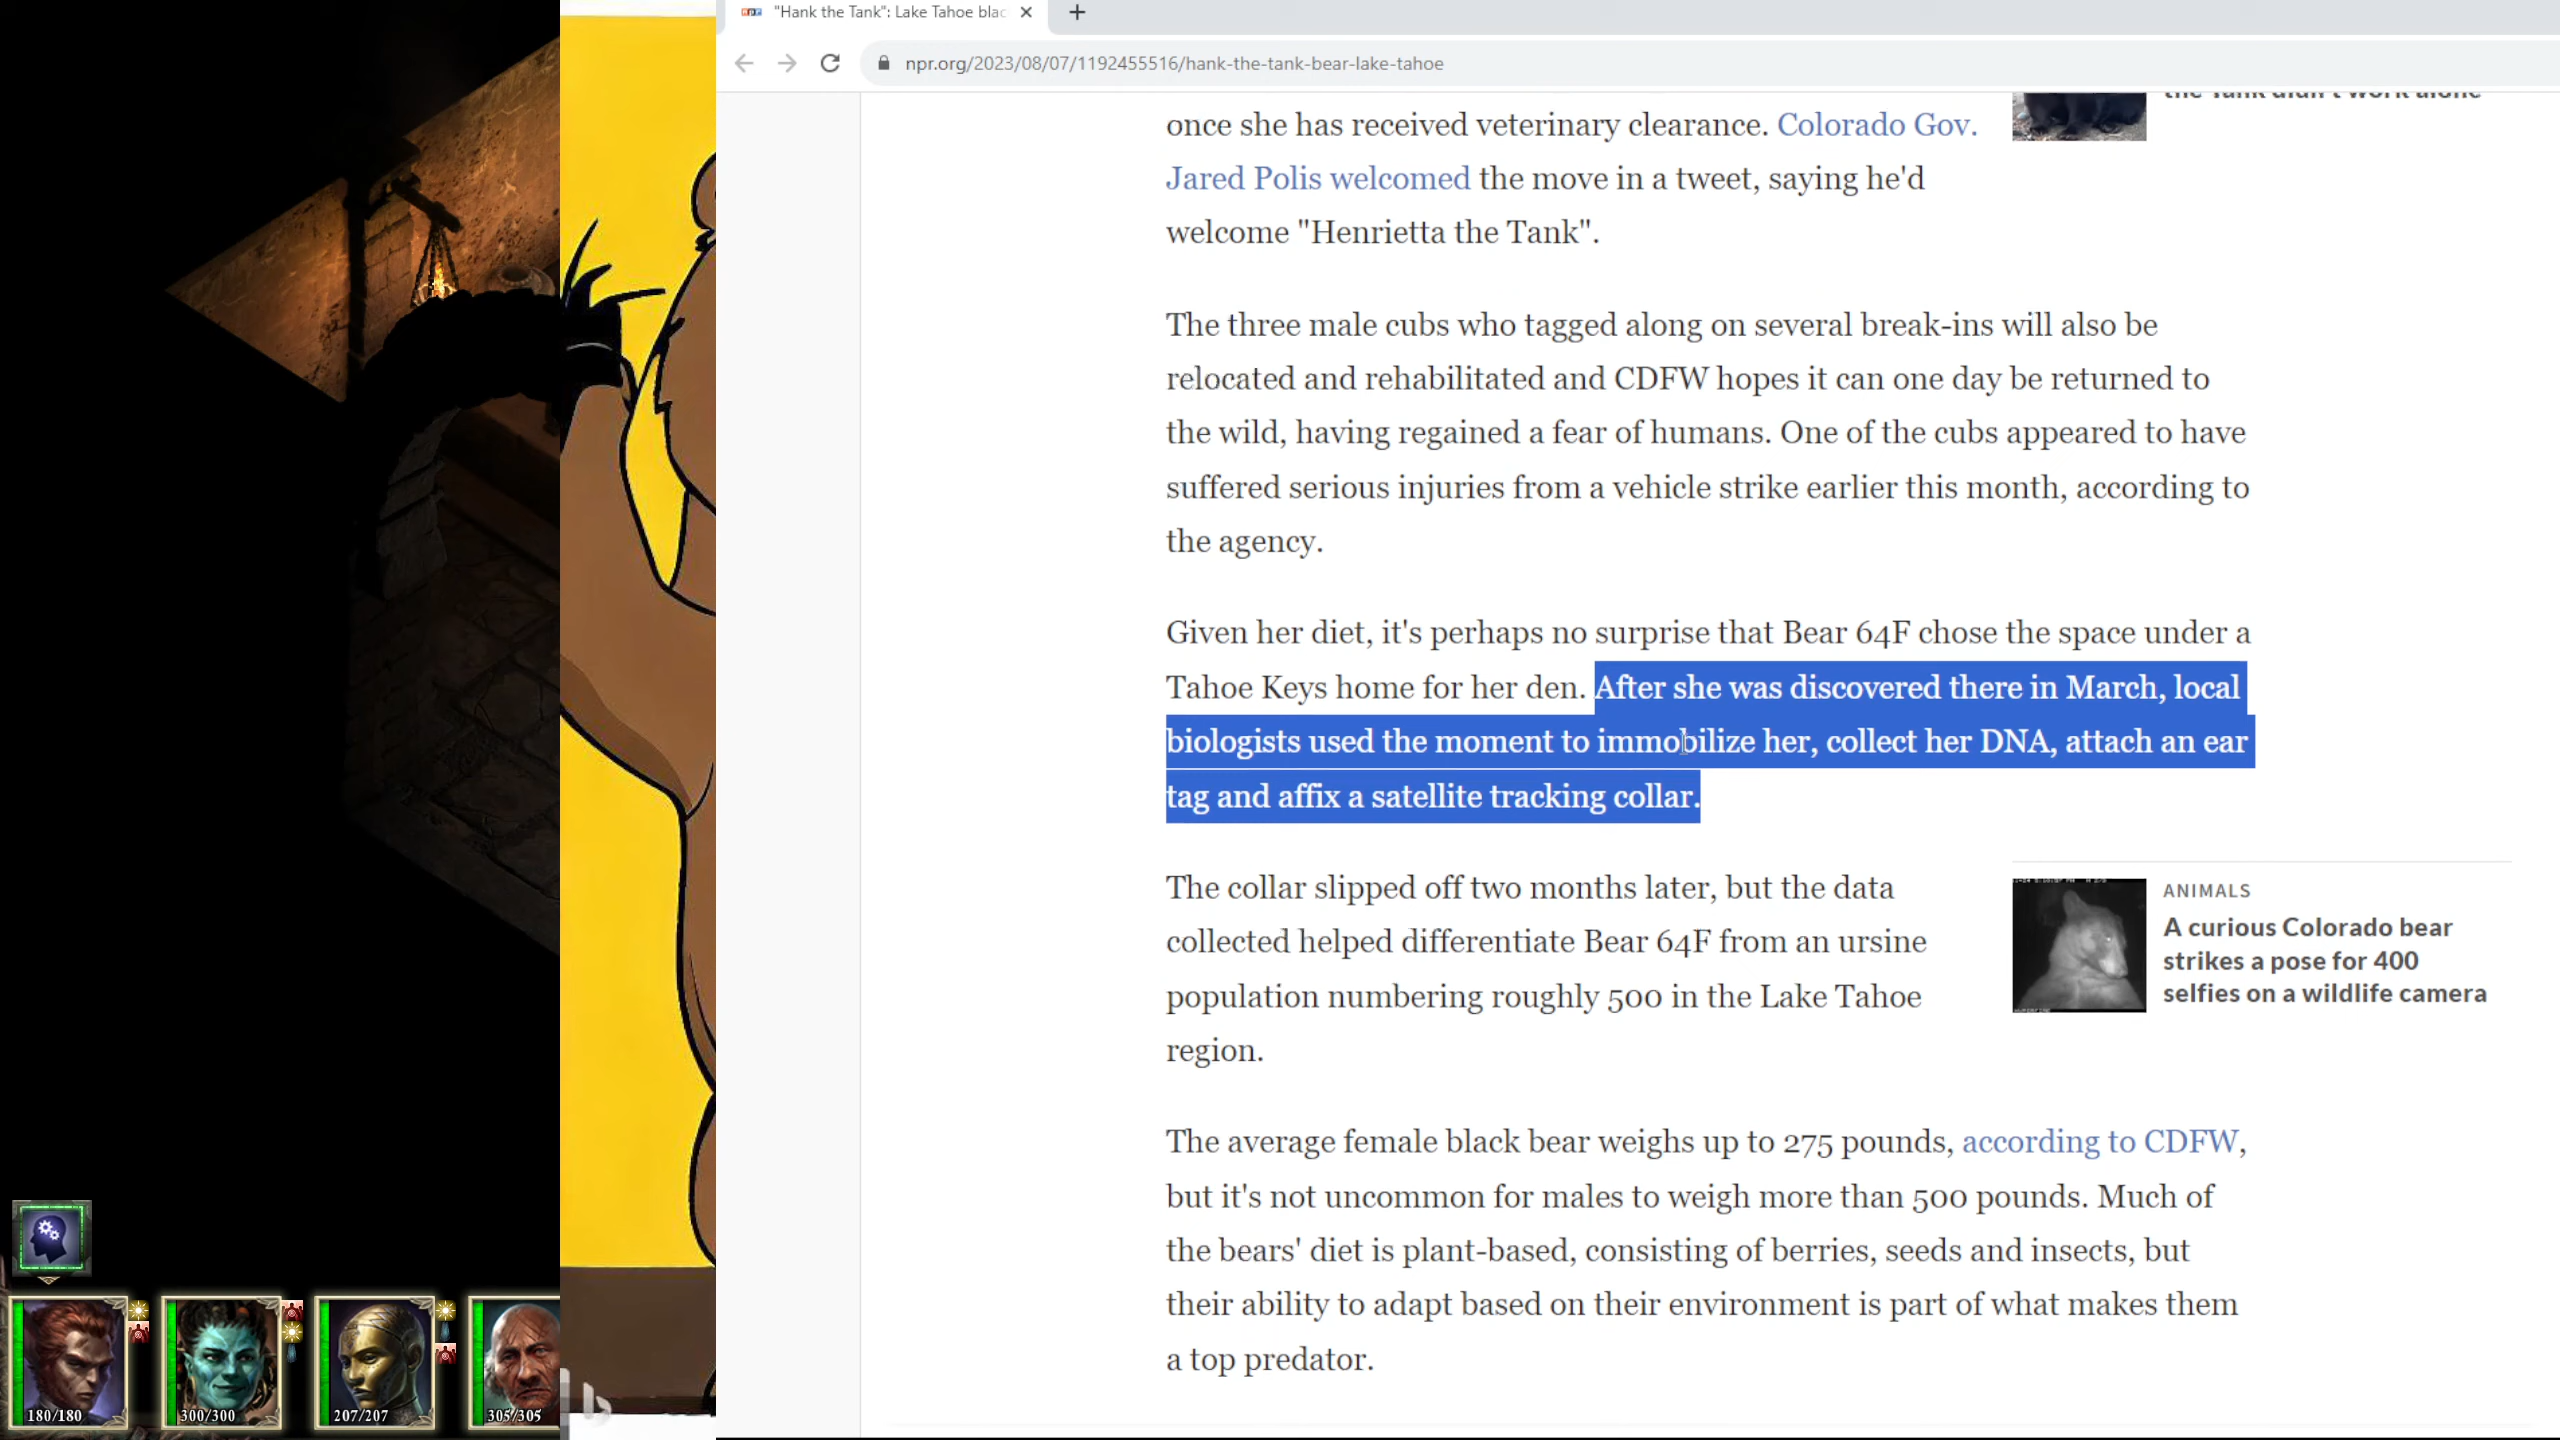 "Hank the Tank": Lake Tahoe blac
npr.org/2023/08/07/1192455516/hank-the-tank-bear-lake-tahoe
once she has received veterinary clearance. Colorado Gov.
Jared Polis welcomed the move in a tweet, saying he'd
welcome "Henrietta the Tank".
the Tank didn't work alone
The three male cubs who tagged along on several break-ins will also be
relocated and rehabilitated and CDFW hopes it can one day be returned to
the wild, having regained a fear of humans. One of the cubs appeared to have
suffered serious injuries from a vehicle strike earlier this month, according to
the agency.
Given her diet, it's perhaps no surprise that Bear 64F chose the space under a
Tahoe Keys home for her den. After she was discovered there in March, local
biologists used the moment to immobilize her, collect her DNA, attach an ear
tag and affix a satellite tracking collar.
The collar slipped off two months later, but the data
collected helped differentiate Bear 64F from an ursine
population numbering roughly 500 in the Lake Tahoe
region.
ANIMALS
A curious Colorado bear
strikes a pose for 400
selfies on a wildlife camera
The average female black bear weighs up to 275 pounds, according to CDFW,
but it's not uncommon for males to weigh more than 500 pounds. Much of
the bears' diet is plant-based, consisting of berries, seeds and insects, but
their ability to adapt based on their environment is part of what makes them
a top predator.
180/180
300/300
207/207
305/305